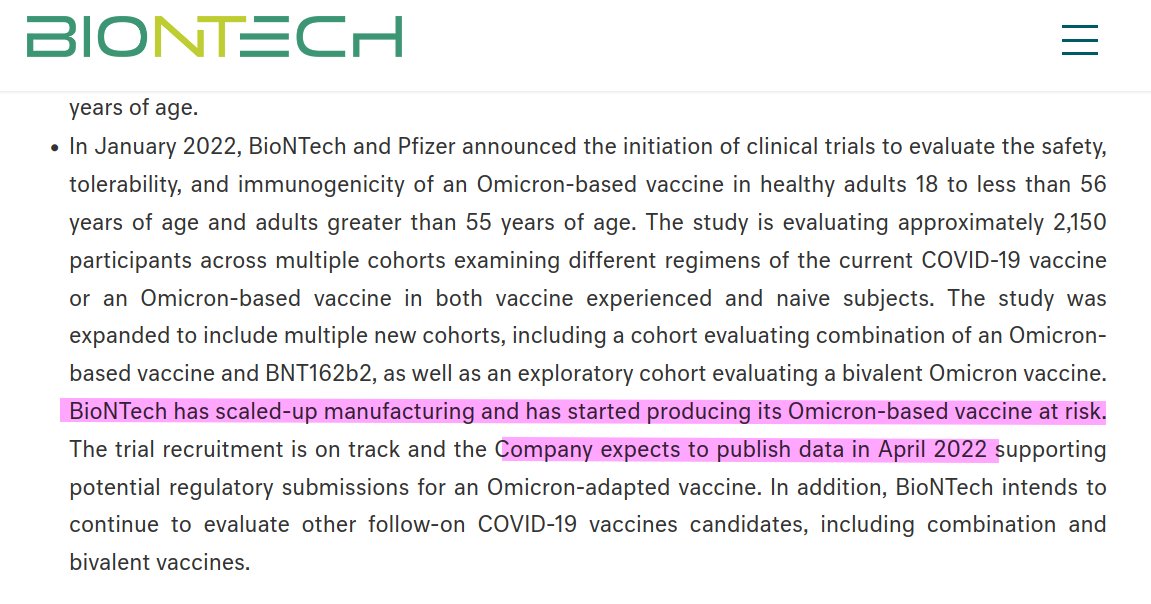 BIONTECH
years of age.
• In January 2022, BioNTech and Pfizer announced the initiation of clinical trials to evaluate the safety,
tolerability, and immunogenicity of an Omicron-based vaccine in healthy adults 18 to less than 56
years of age and adults greater than 55 years of age. The study is evaluating approximately 2,150
participants across multiple cohorts examining different regimens of the current COVID-19 vaccine
or an Omicron-based vaccine in both vaccine experienced and naive subjects. The study was
expanded to include multiple new cohorts, including a cohort evaluating combination of an Omicron-
based vaccine and BNT162b2, as well as an exploratory cohort evaluating a bivalent Omicron vaccine.
BioNTech has scaled-up manufacturing and has started producing its Omicron-based vaccine at risk.
The trial recruitment is on track and the Company expects to publish data in April 2022 supporting
potential regulatory submissions for an Omicron-adapted vaccine. In addition, BioNTech intends to
continue to evaluate other follow-on COVID-19 vaccines candidates, including combination and
bivalent vaccines.